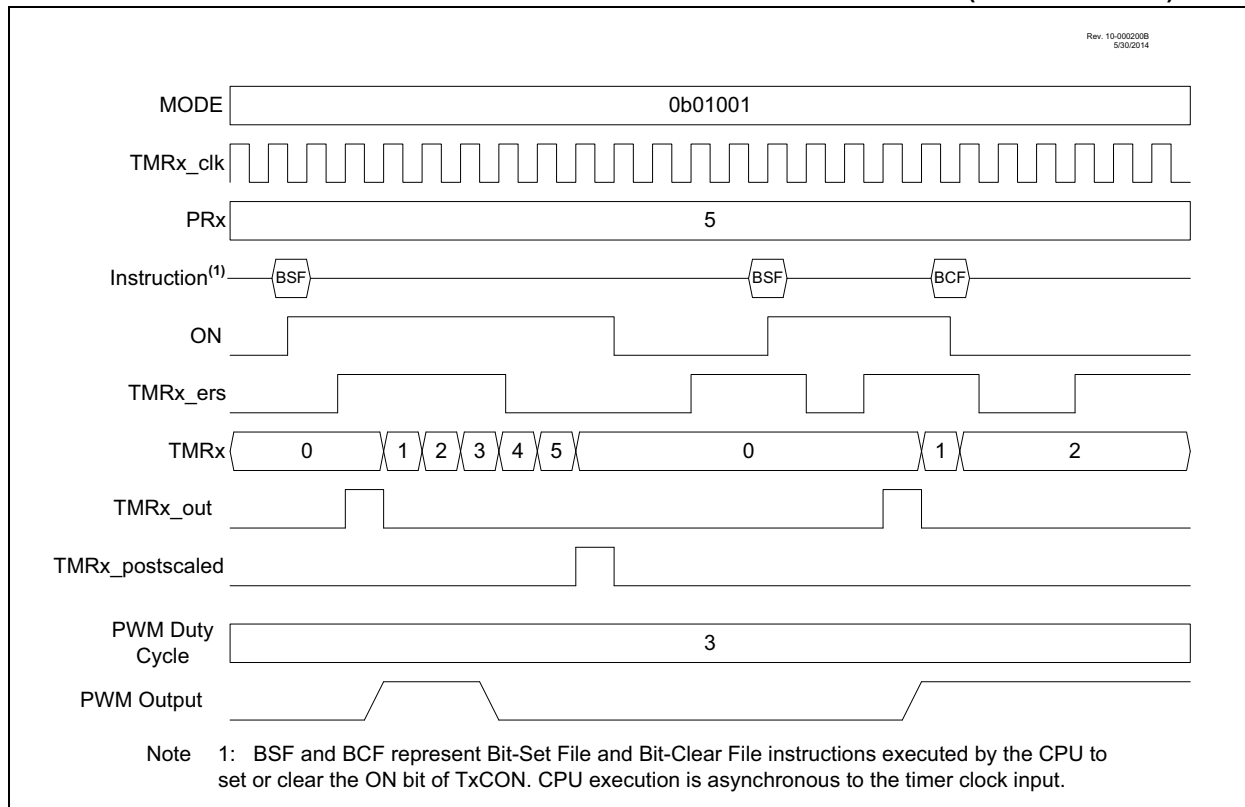 Rev. 10-000200B
5/30/2014
MODE 0b01001
TMRx_clk
PRx 5
Instruction(1) BSF BSF BCF
ON
TMRx_ers
TMRx 0 1 2 3 4 5 0 1 2
TMRx_out
TMRx_postscaled
PWM Duty
Cycle 3
PWM Output
Note 1: BSF and BCF represent Bit-Set File and Bit-Clear File instructions executed by the CPU to
set or clear the ON bit of TxCON. CPU execution is asynchronous to the timer clock input.